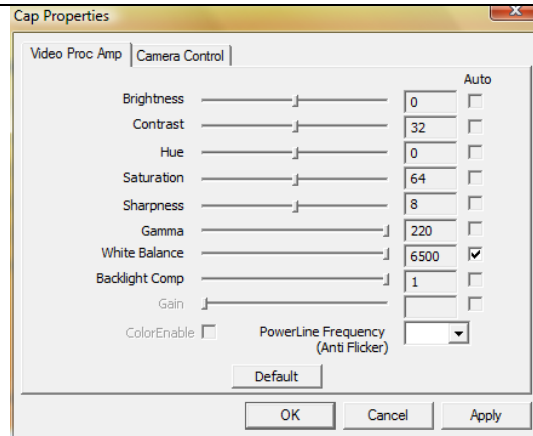 Cap Properties
Video Proc Amp Camera Control
Auto
Brightness 0
Contrast 32
Hue 0
Saturation 64
Sharpness 8
Gamma 220
White Balance 6500
Backlight Comp 1
Gain
ColorEnable PowerLine Frequency
(Anti Flicker)
Default
OK Cancel Apply